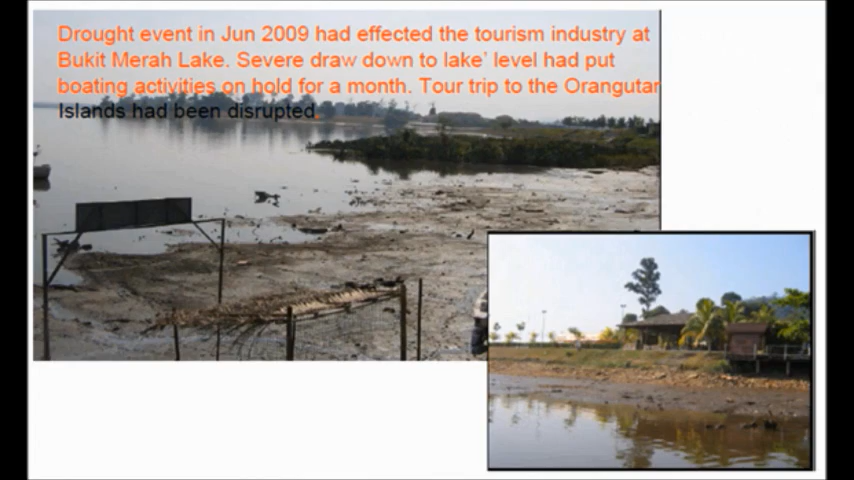 Drought event in Jun 2009 had effected the tourism industry at
Bukit Merah Lake. Severe draw down to lake’ level had put
boating activities on hold for a month. Tour trip to the Orangutan
Islands had been disrupted.